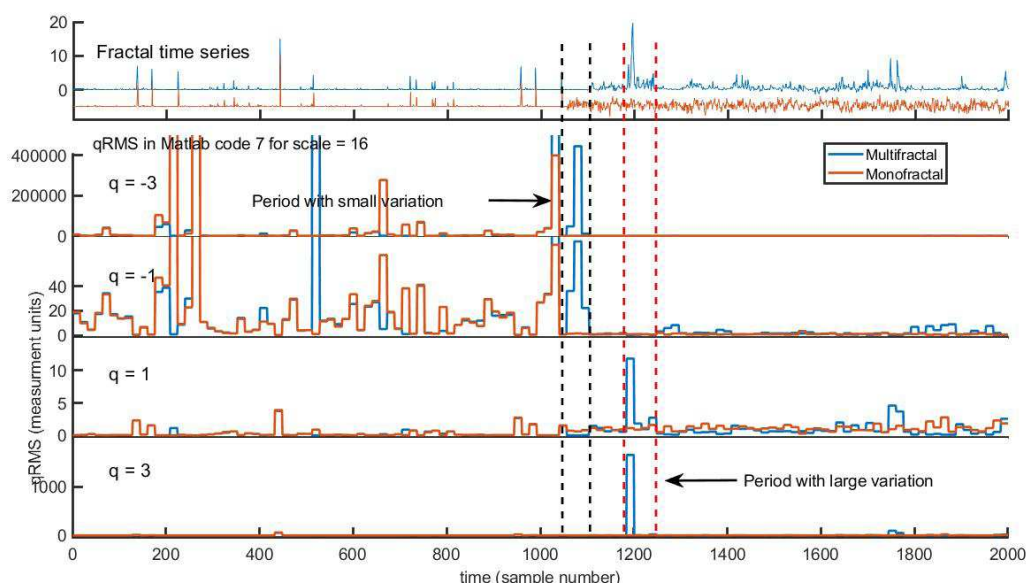 20
Fractal time series
10
0
qRMS in Matlab code 7 for scale = 16
400000
Multifractal
Monofractal
q = -3
200000
Period with small variation
0
q = -1
40
20
0
10
q = 1
5
0
qRMS (measurment units)
q = 3
1000
Period with large variation
0
0 200 400 600 800 1000 1200 1400 1600 1800 2000
time (sample number)